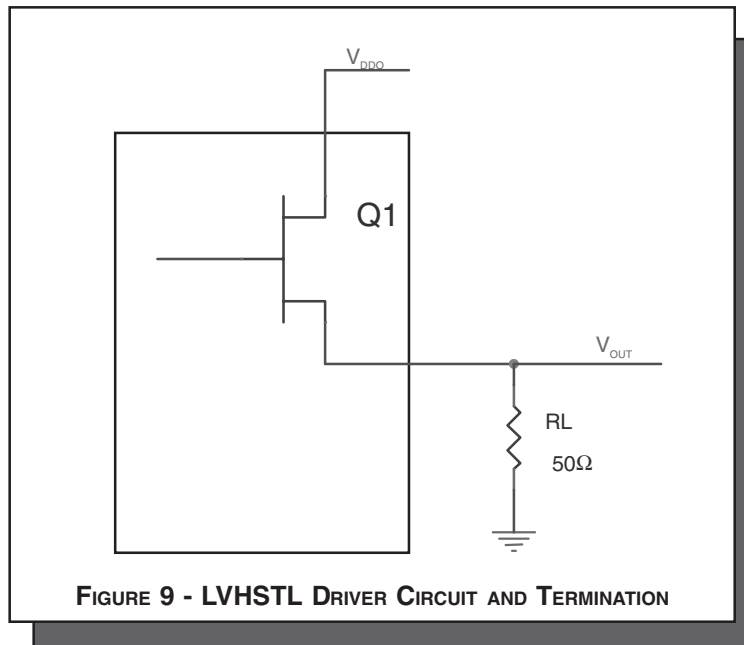 VDDO
Q1
VOUT
RL
50Ω
FIGURE 9 - LVHSTL DRIVER CIRCUIT AND TERMINATION